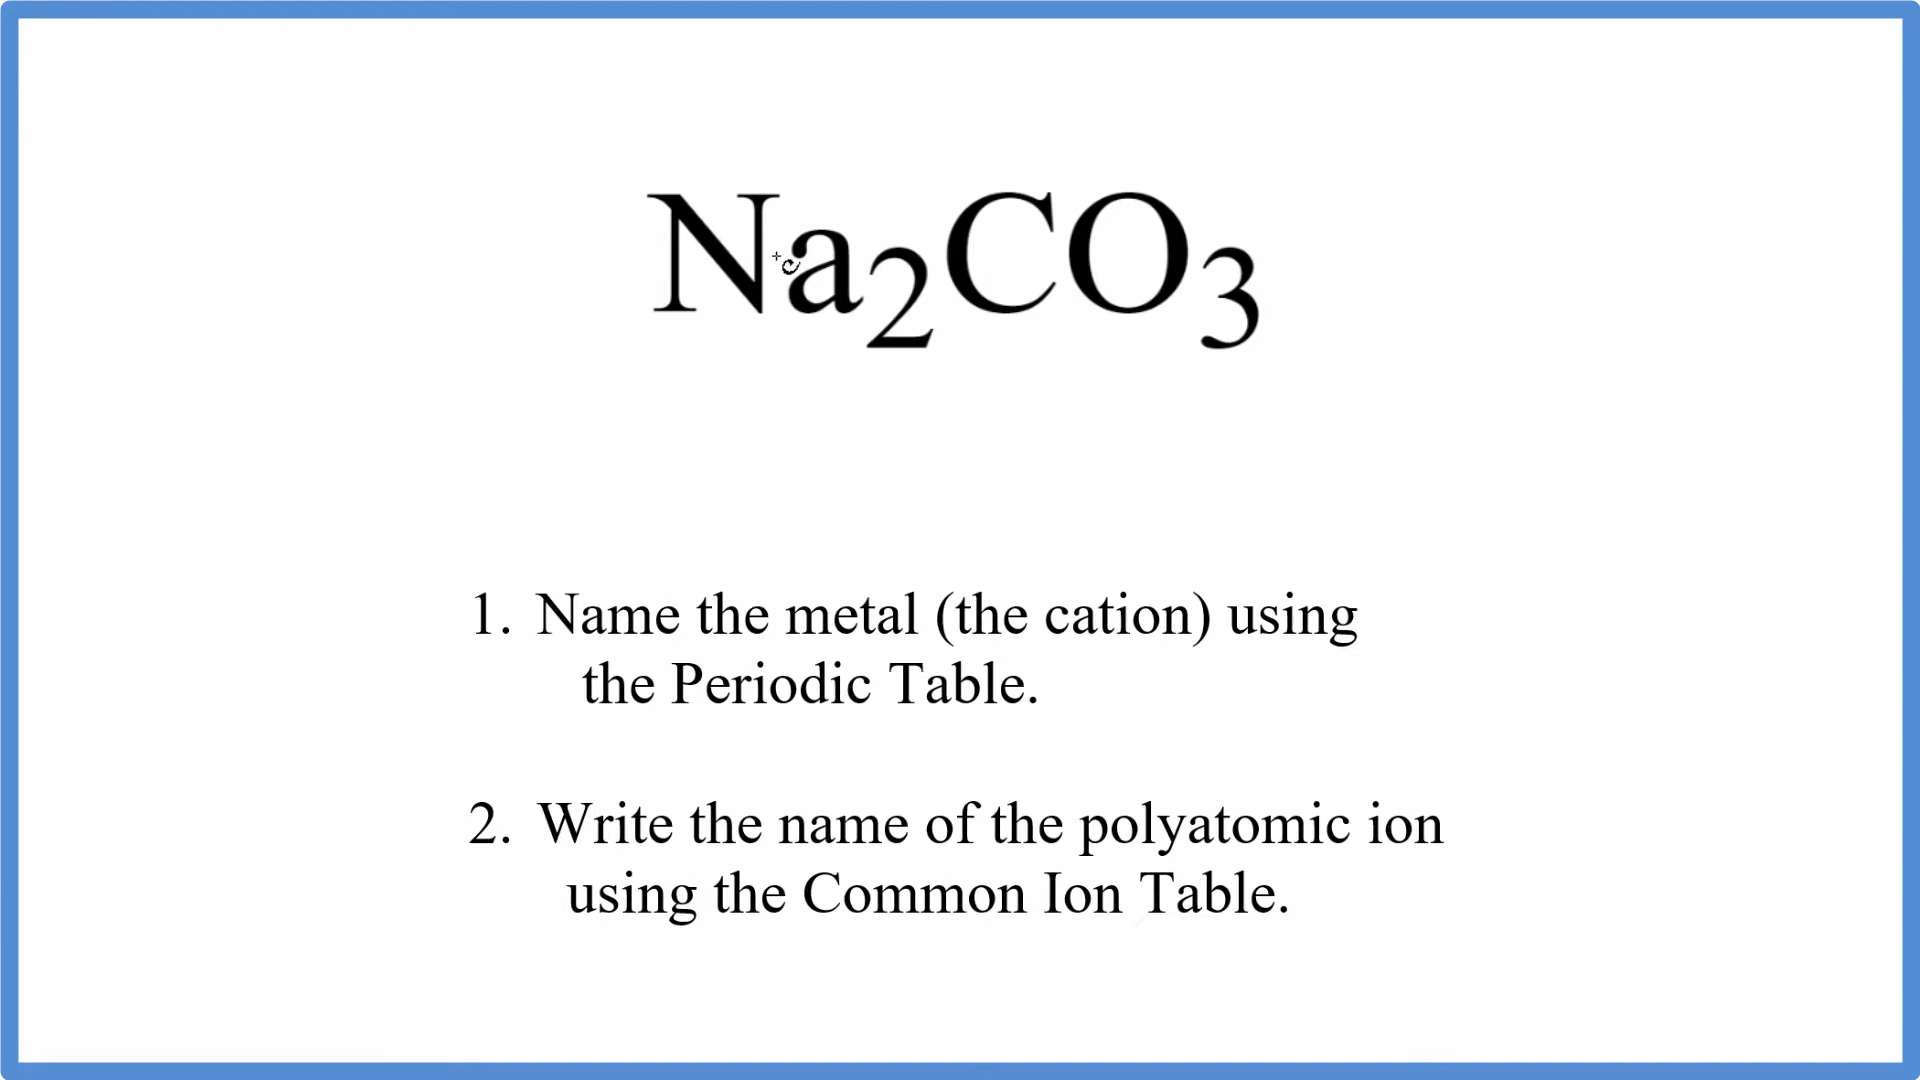 Na₂CO₃
1. Name the metal (the cation) using
the Periodic Table.
2. Write the name of the polyatomic ion
using the Common Ion Table.